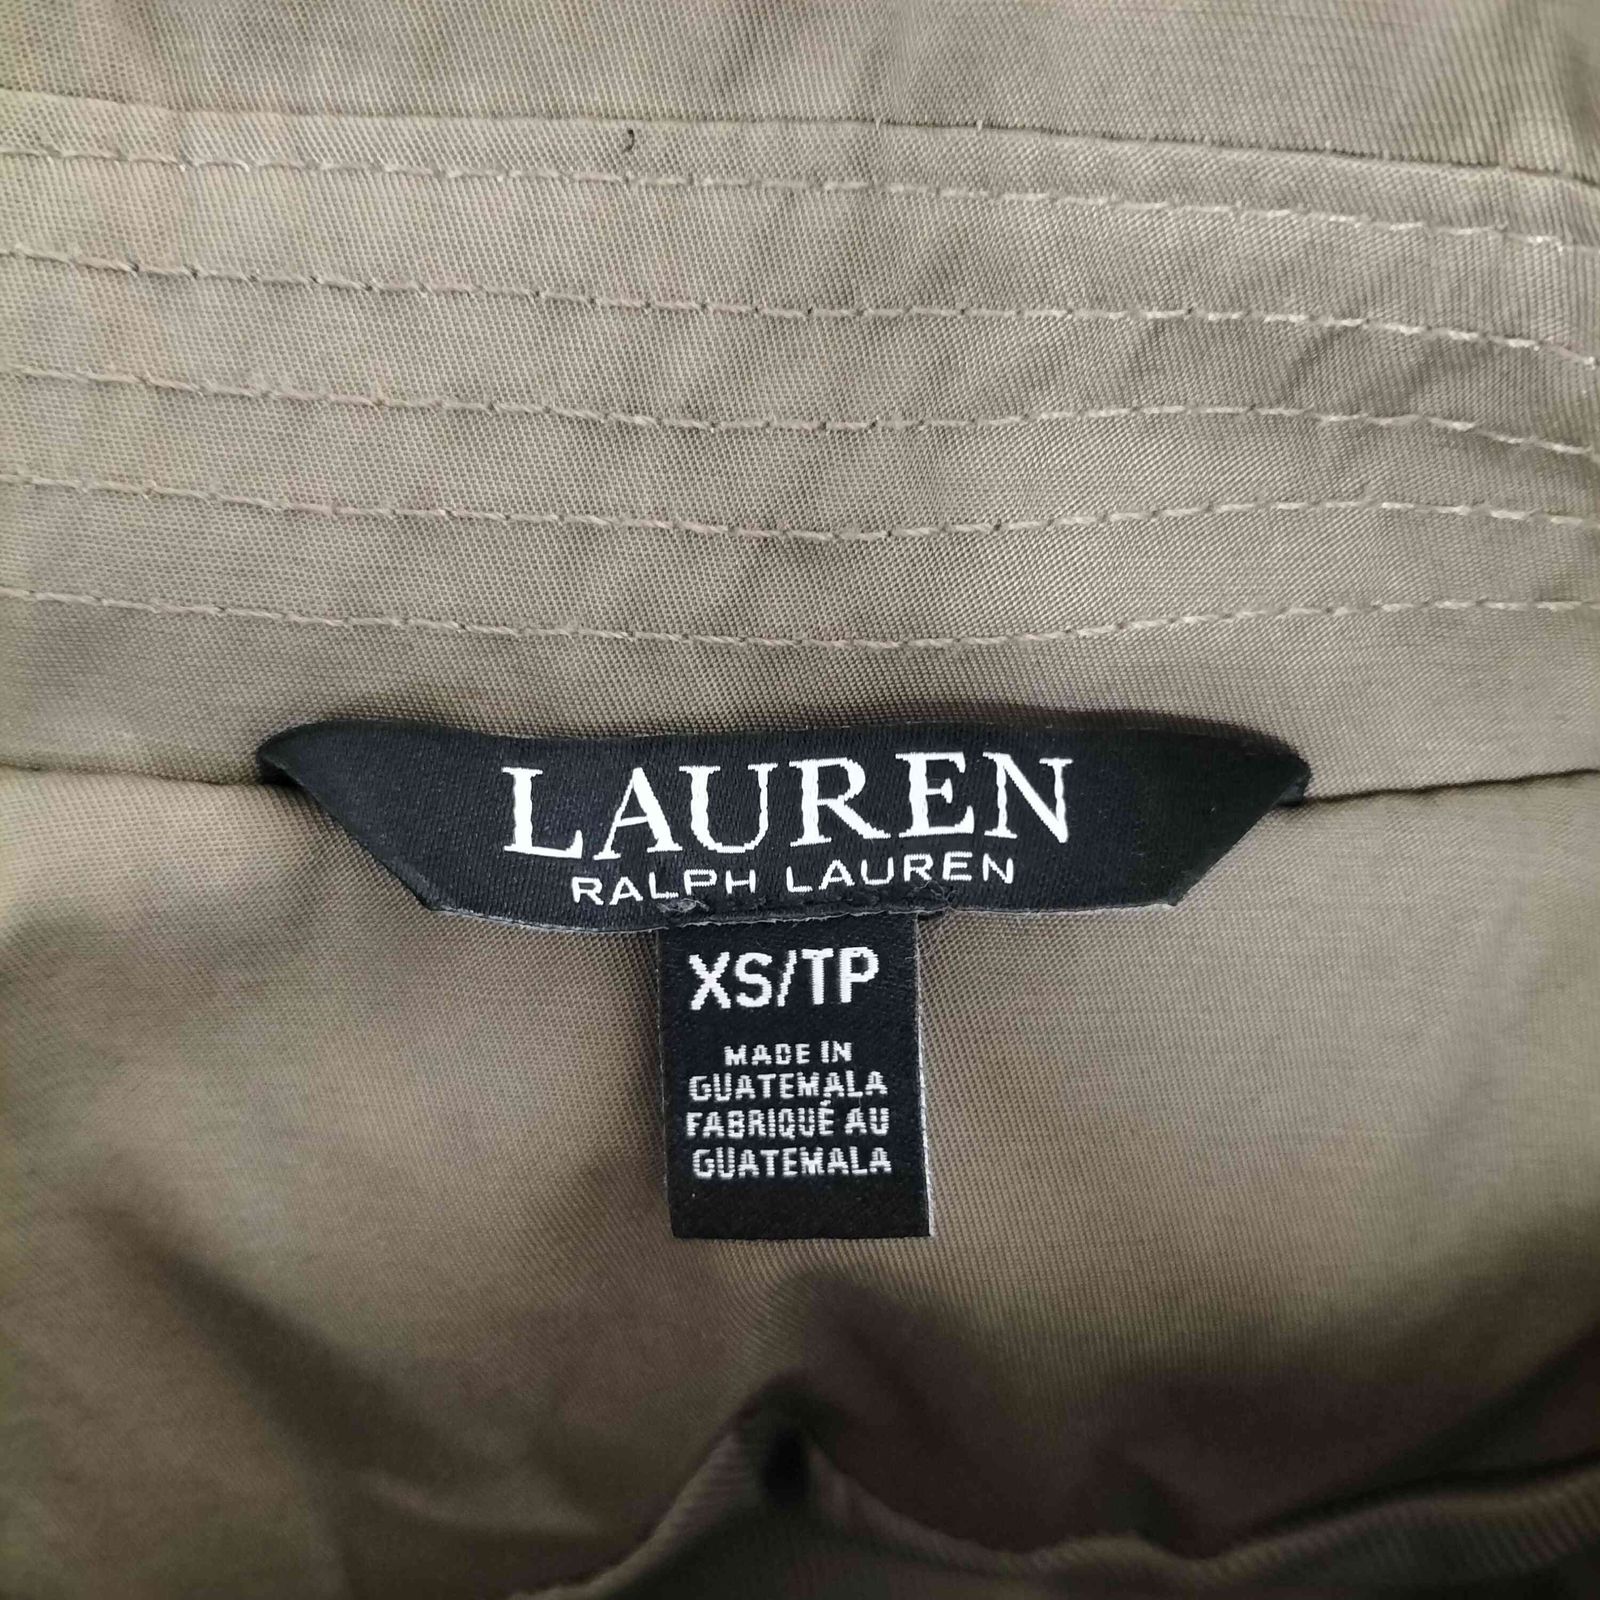 LAUREN
RALPH LAUREN
XS/TP
MADE IN
GUATEMALA
FABRIQUÉ AU
GUATEMALA